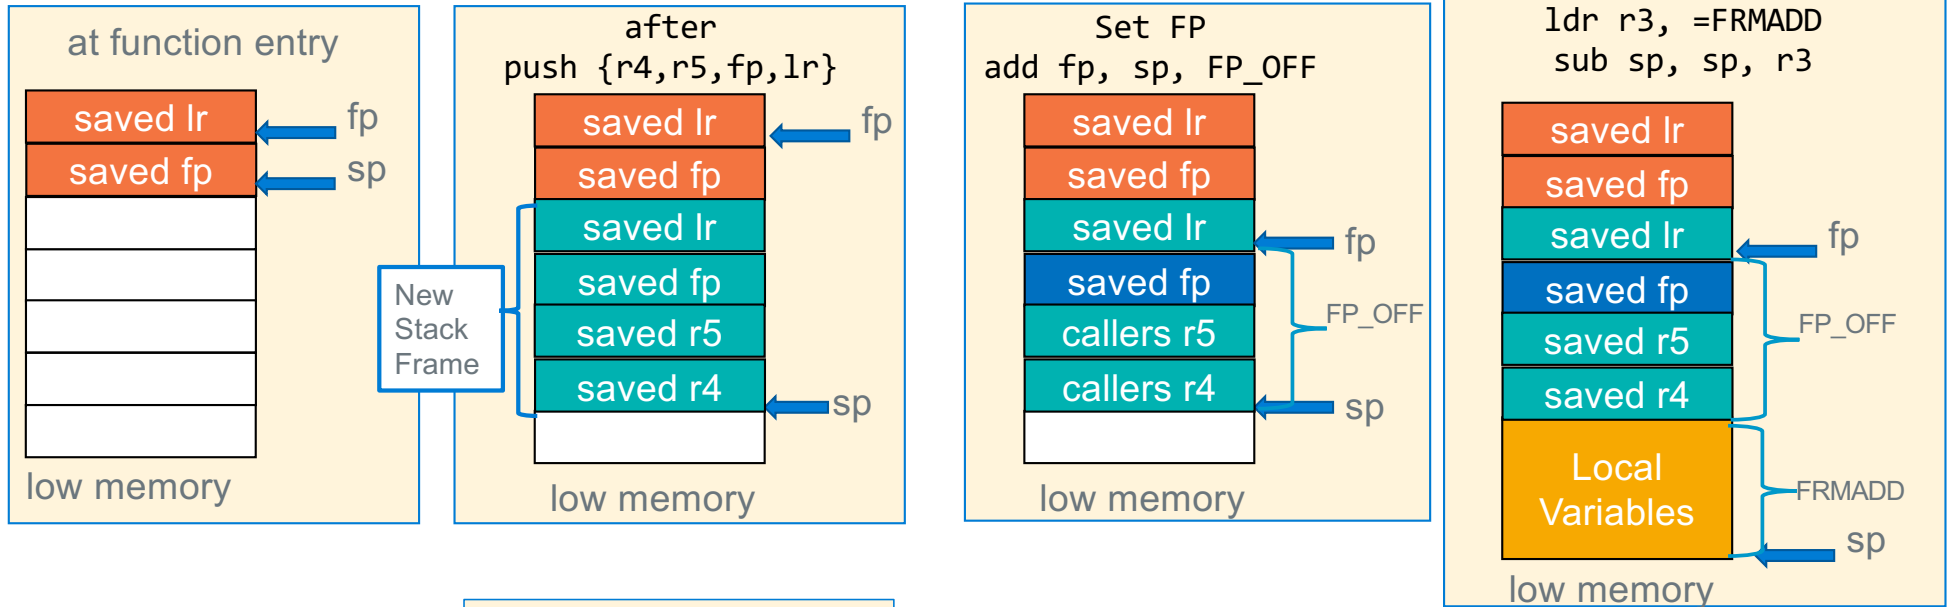 at function entry
saved lr
fp
saved fp
sp
low memory
after
push {r4,r5,fp,lr}
saved lr
fp
saved fp
saved lr
saved fp
saved r5
saved r4
sp
New
Stack
Frame
low memory
Set FP
add fp, sp, FP_OFF
saved lr
saved fp
saved lr
fp
saved fp
callers r5
FP_OFF
callers r4
sp
low memory
ldr r3, =FRMADD
sub sp, sp, r3
saved lr
saved fp
saved lr
fp
saved fp
saved r5
FP_OFF
saved r4
Local
Variables
FRMADD
sp
low memory